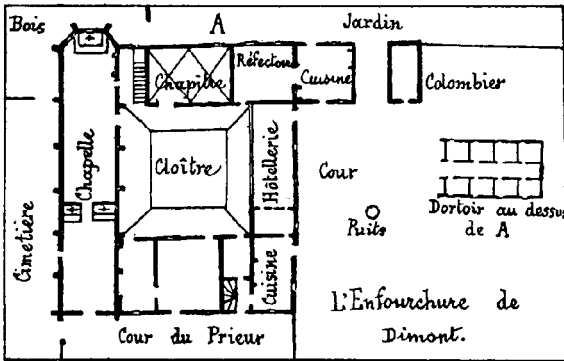 Bois
A
Jardin
Réfectoire
Chapitre
Cuisine
Colombier
Chapelle
Cloître
Hôtellerie
Cour
Puits
Dortoir au dessus
de A
Cimetière
Cuisine
L'Enfourchure de
Dimont.
Cour du Prieur